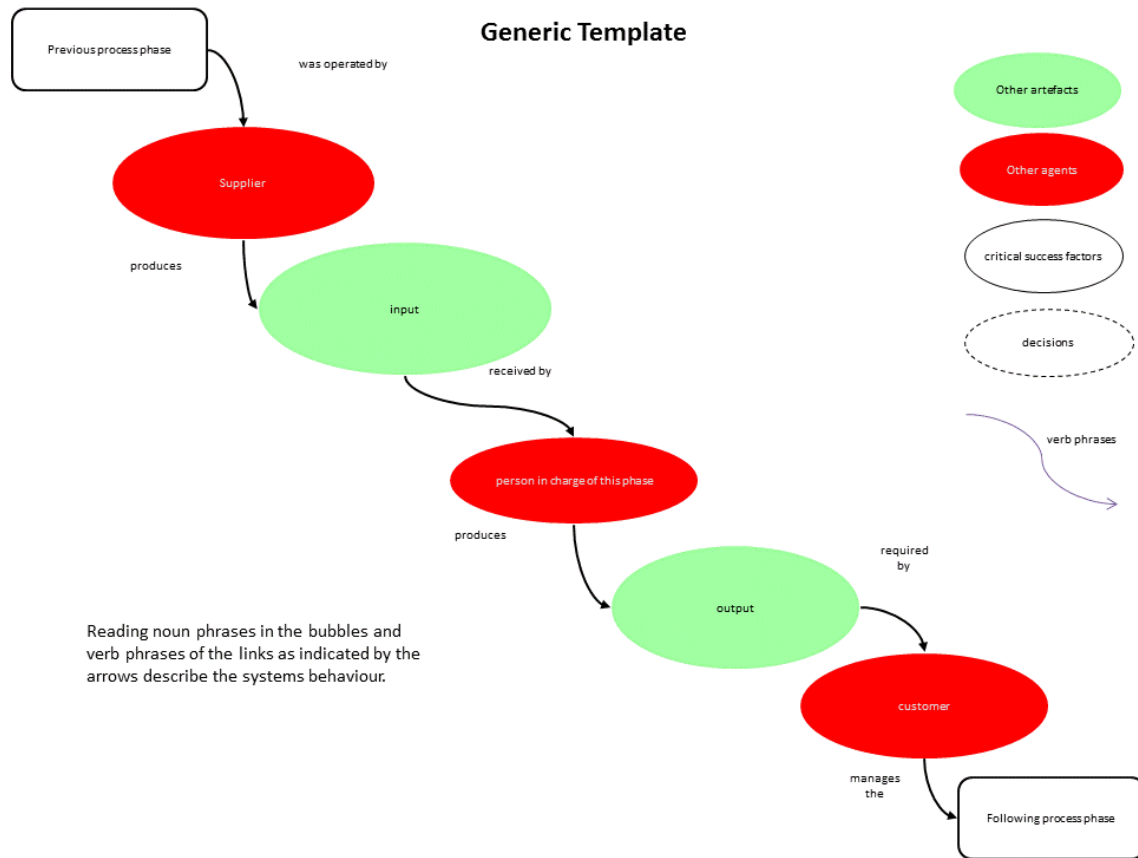 Generic Template
Previous process phase
was operated by
Other artefacts
Supplier
Other agents
produces
critical success factors
input
decisions
received by
verb phrases
person in charge of this phase
produces
required
by
output
Reading noun phrases in the bubbles and
verb phrases of the links as indicated by the
arrows describe the systems behaviour.
customer
manages
the
Following process phase